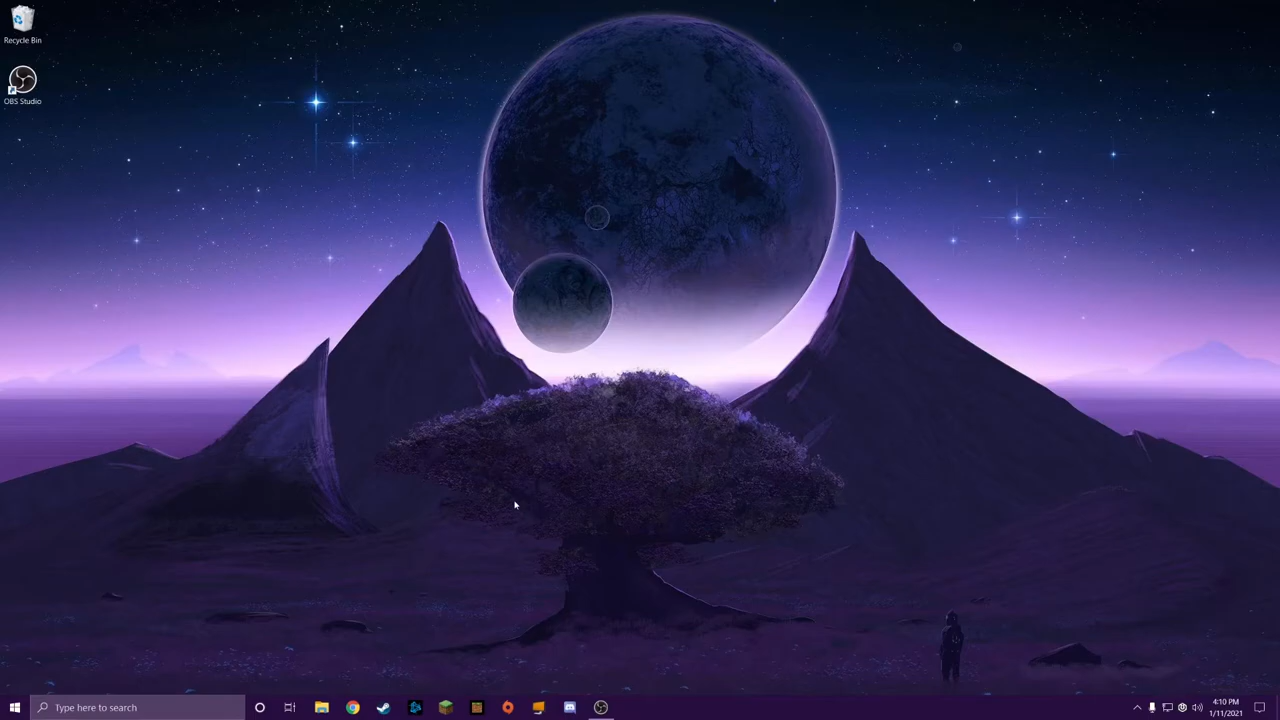 Recycle Bin
OBS Studio
Type here to search
4:10 PM
1/11/2021